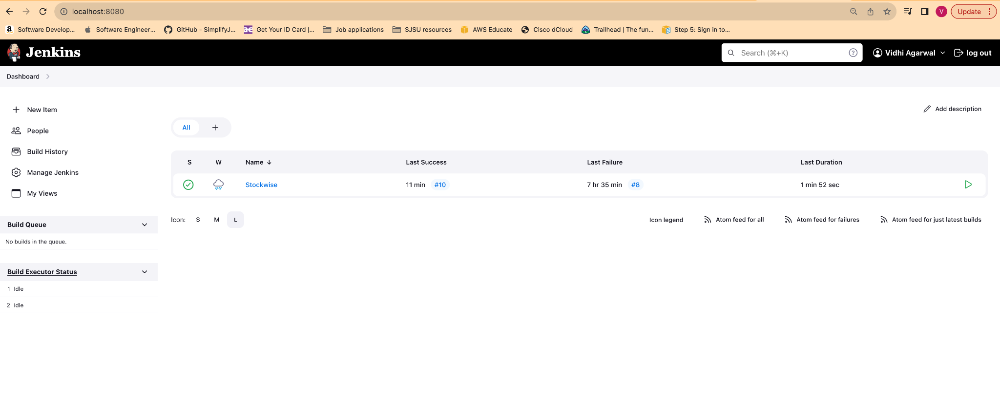 localhost:8080
Update
Software Develop...
Software Engineer...
GitHub - SimplifyJ...
Get Your ID Card |...
Job applications
SJSU resources
AWS Educate
Cisco dCloud
Trailhead | The fun...
Step 5: Sign in to...
Jenkins
Search (⌘+K)
Vidhi Agarwal
log out
Dashboard
New Item
People
Build History
Manage Jenkins
My Views
Build Queue
No builds in the queue.
Build Executor Status
1 Idle
2 Idle
Add description
All
S W Name ↓ Last Success Last Failure Last Duration
Stockwise 11 min #10 7 hr 35 min #8 1 min 52 sec
Icon: S M L
Icon legend
Atom feed for all
Atom feed for failures
Atom feed for just latest builds